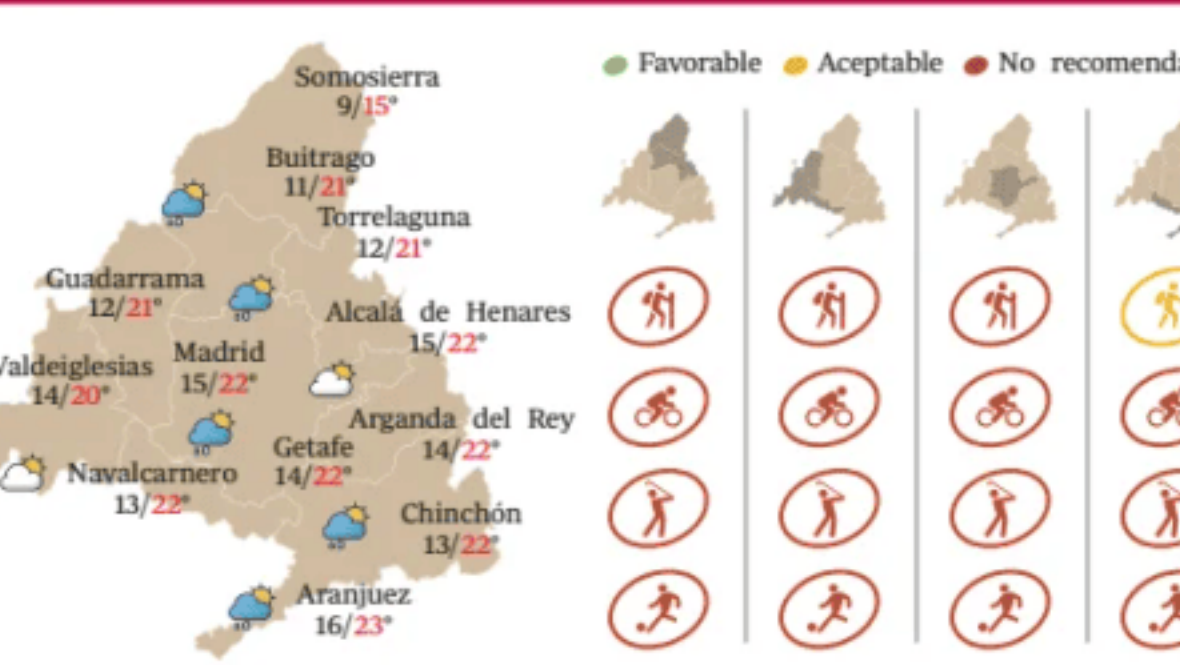 Somosierra
9/15°
Buitrago
11/21°
Torrelaguna
12/21°
Guadarrama
12/21°
Alcalá de Henares
15/22°
Valdeiglesias
14/20°
Madrid
15/22°
Arganda del Rey
14/22°
Getafe
14/22°
Navalcarnero
13/22°
Chinchón
13/22°
Aranjuez
16/23°
Favorable Aceptable No recomenda